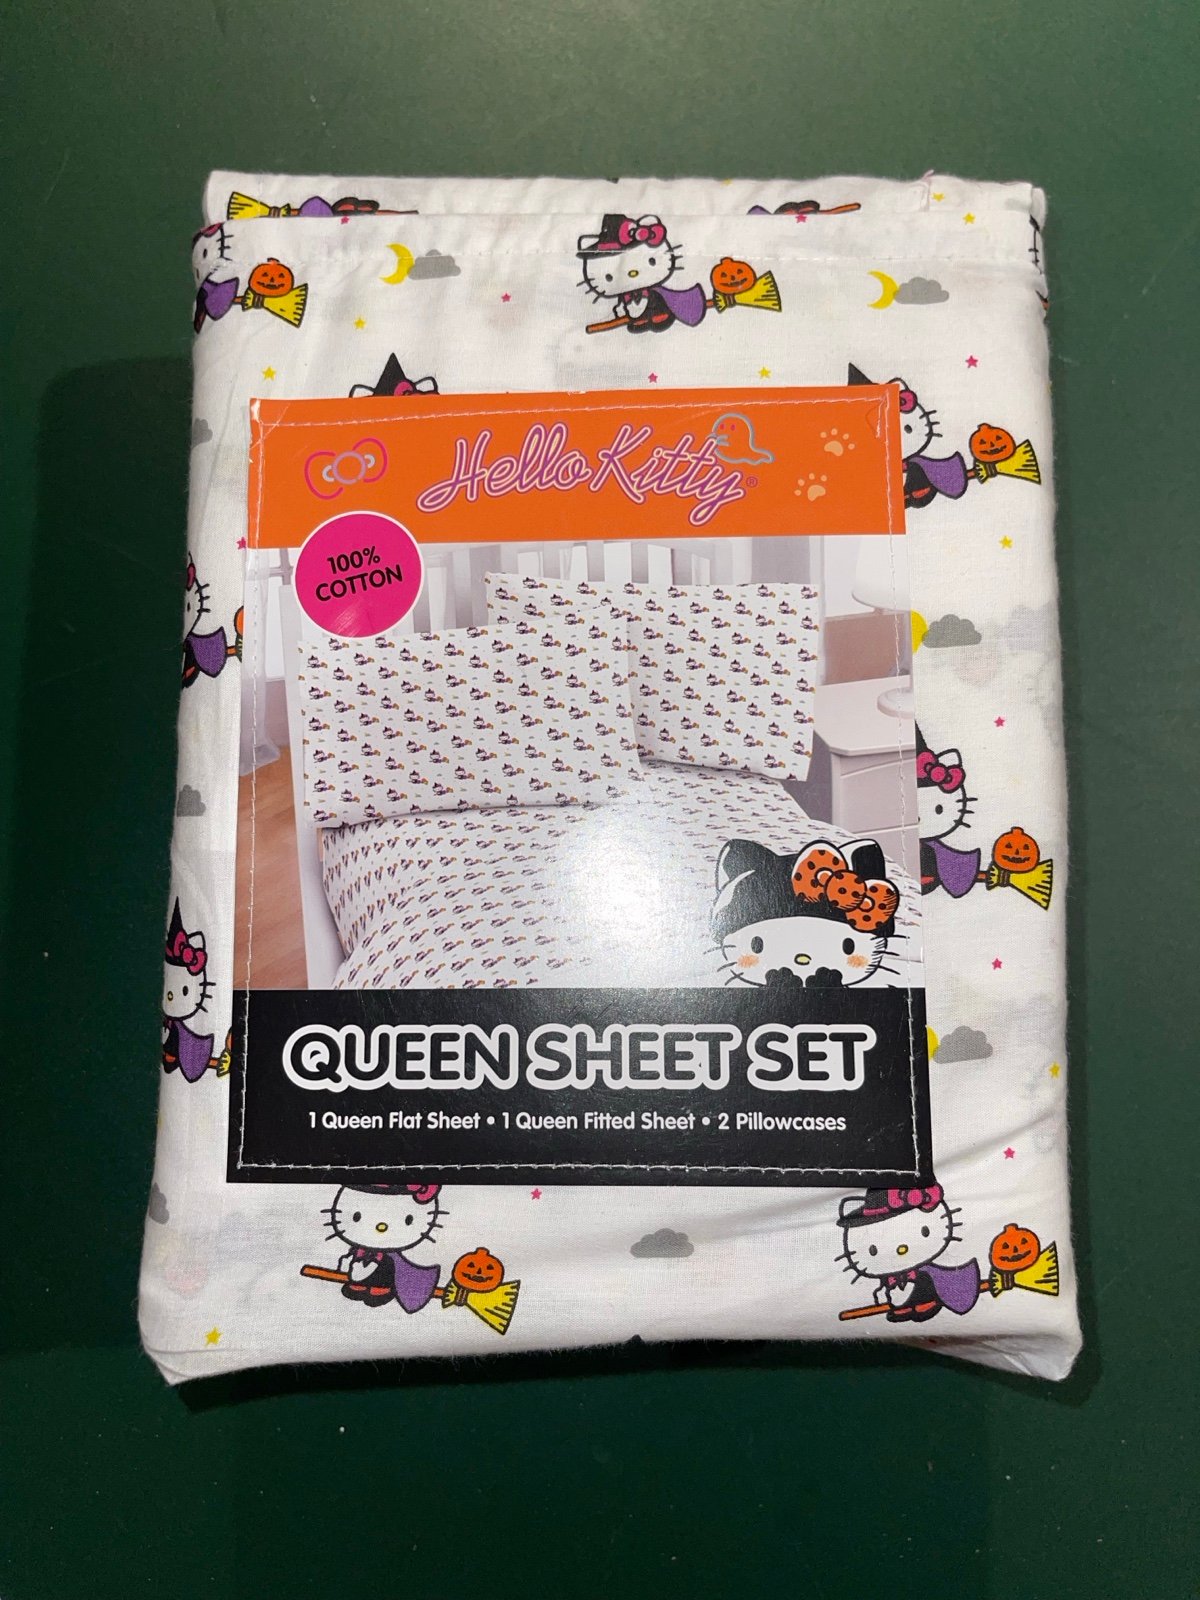 Hello Kitty®
100%
COTTON
QUEEN SHEET SET
1 Queen Flat Sheet • 1 Queen Fitted Sheet • 2 Pillowcases